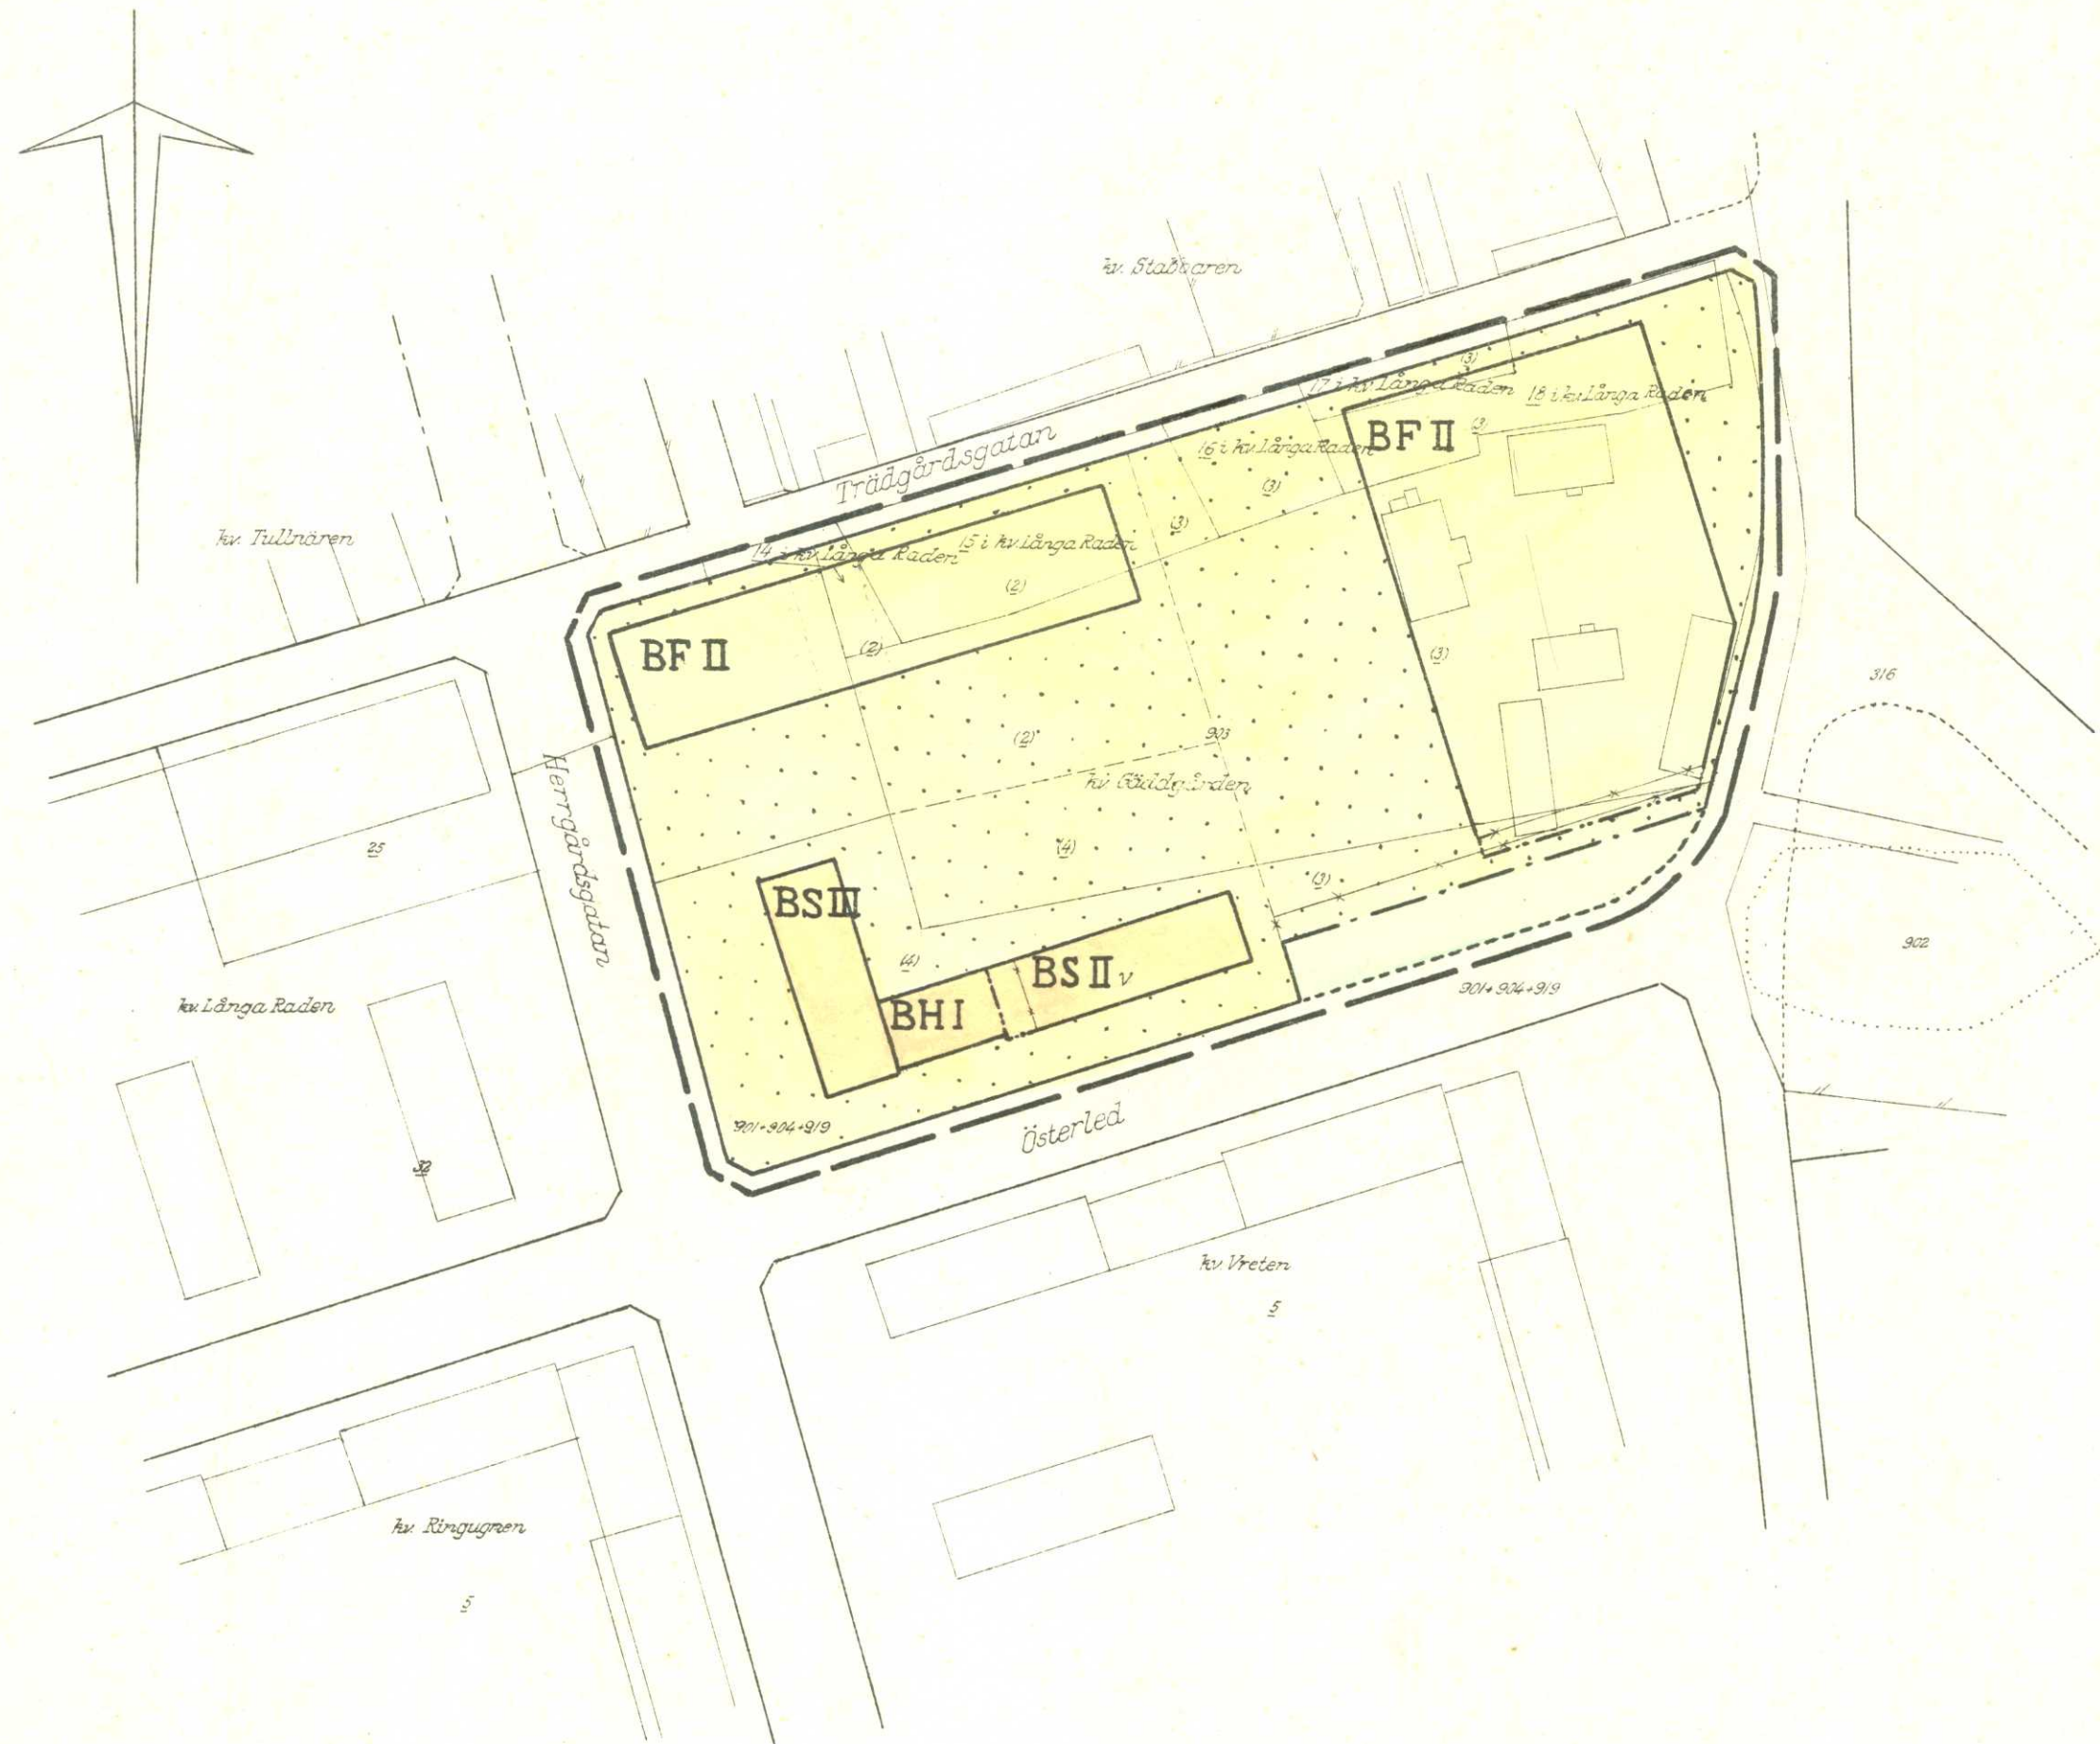 kv. Stabbaren
17 i kv. Långa Raden
(3)
18 i kv. Långa Raden
BF II
(3)
16 i kv. Långa Raden
(3)
Trädgårdsgatan
(3)
kv. Tullnären
14 i kv. Långa Raden
15 i kv. Långa Raden
(2)
BF II
(2)
(3)
316
(2)
903
kv. Gäddgården
Herrgårdsgatan
25
(4)
(3)
BS III
902
(4)
BS II v
901+904+919
kv. Långa Raden
BH I
901+904+919
Österled
32
kv. Vreten
5
kv. Ringugnen
5